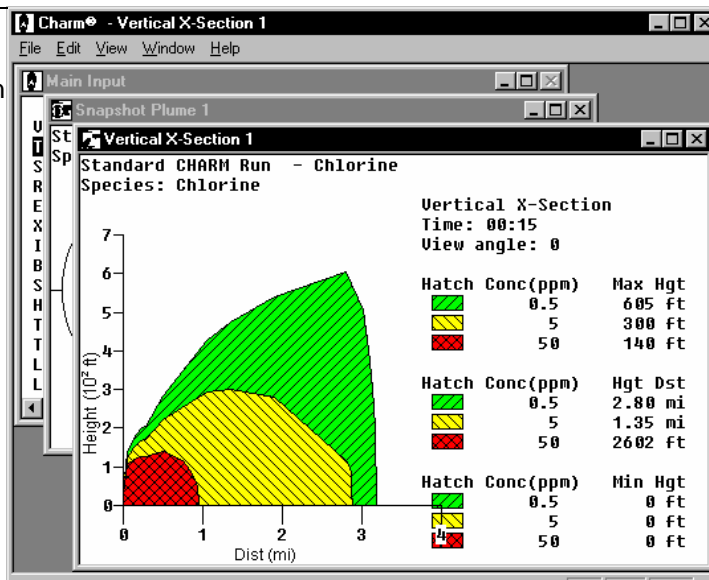 Charm® - Vertical X-Section 1
File Edit View Window Help
Main Input
Snapshot Plume 1
St
Sp
V
T
S
R
E
X
I
B
S
H
T
T
L
L
Vertical X-Section 1
Standard CHARM Run - Chlorine
Species: Chlorine
Vertical X-Section
Time: 00:15
View angle: 0
Hatch Conc(ppm) Max Hgt
0.5 605 ft
5 300 ft
50 140 ft
Hatch Conc(ppm) Hgt Dst
0.5 2.80 mi
5 1.35 mi
50 2602 ft
Hatch Conc(ppm) Min Hgt
0.5 0 ft
5 0 ft
50 0 ft
7
6
5
4
3
2
1
0
Height (10² ft)
0 1 2 3 4
Dist (mi)